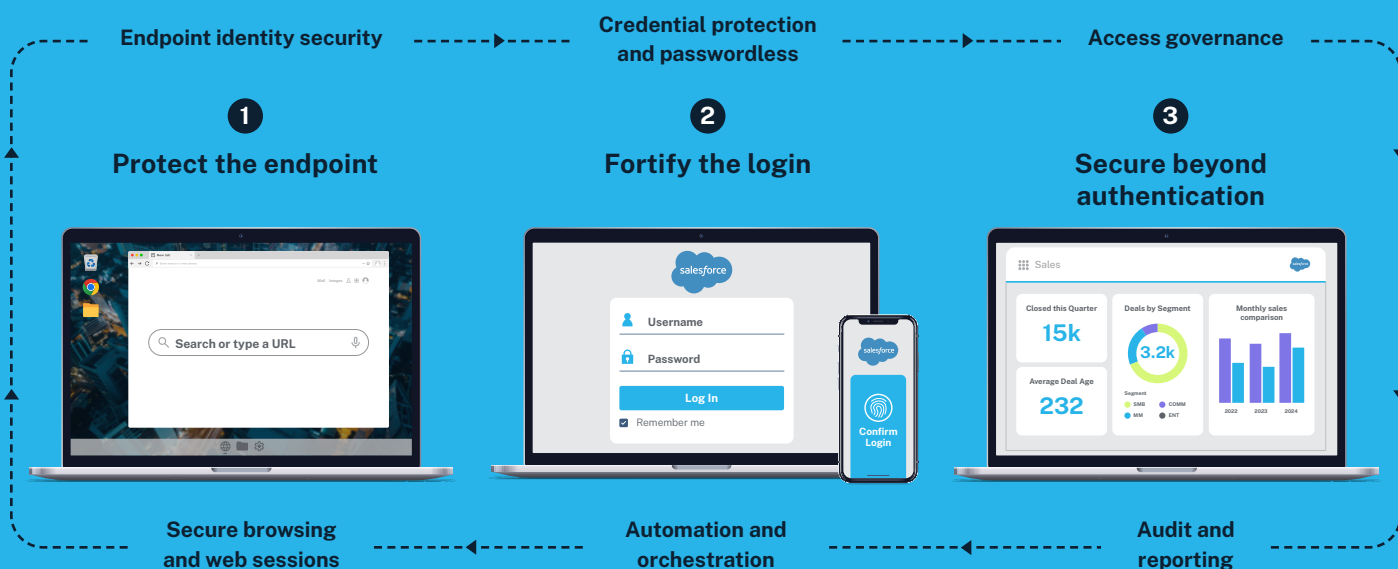 Endpoint identity security
Credential protection
and passwordless
Access governance
1
Protect the endpoint
2
Fortify the login
3
Secure beyond
authentication
New tab
Search or type a URL
salesforce
Username
Password
Log In
Remember me
salesforce
Confirm
Login
Sales
salesforce
Closed this Quarter
15k
Average Deal Age
232
Deals by Segment
3.2k
Segment
SMB
COMM
MM
ENT
Monthly sales
comparison
2022
2023
2024
Secure browsing
and web sessions
Automation and
orchestration
Audit and
reporting